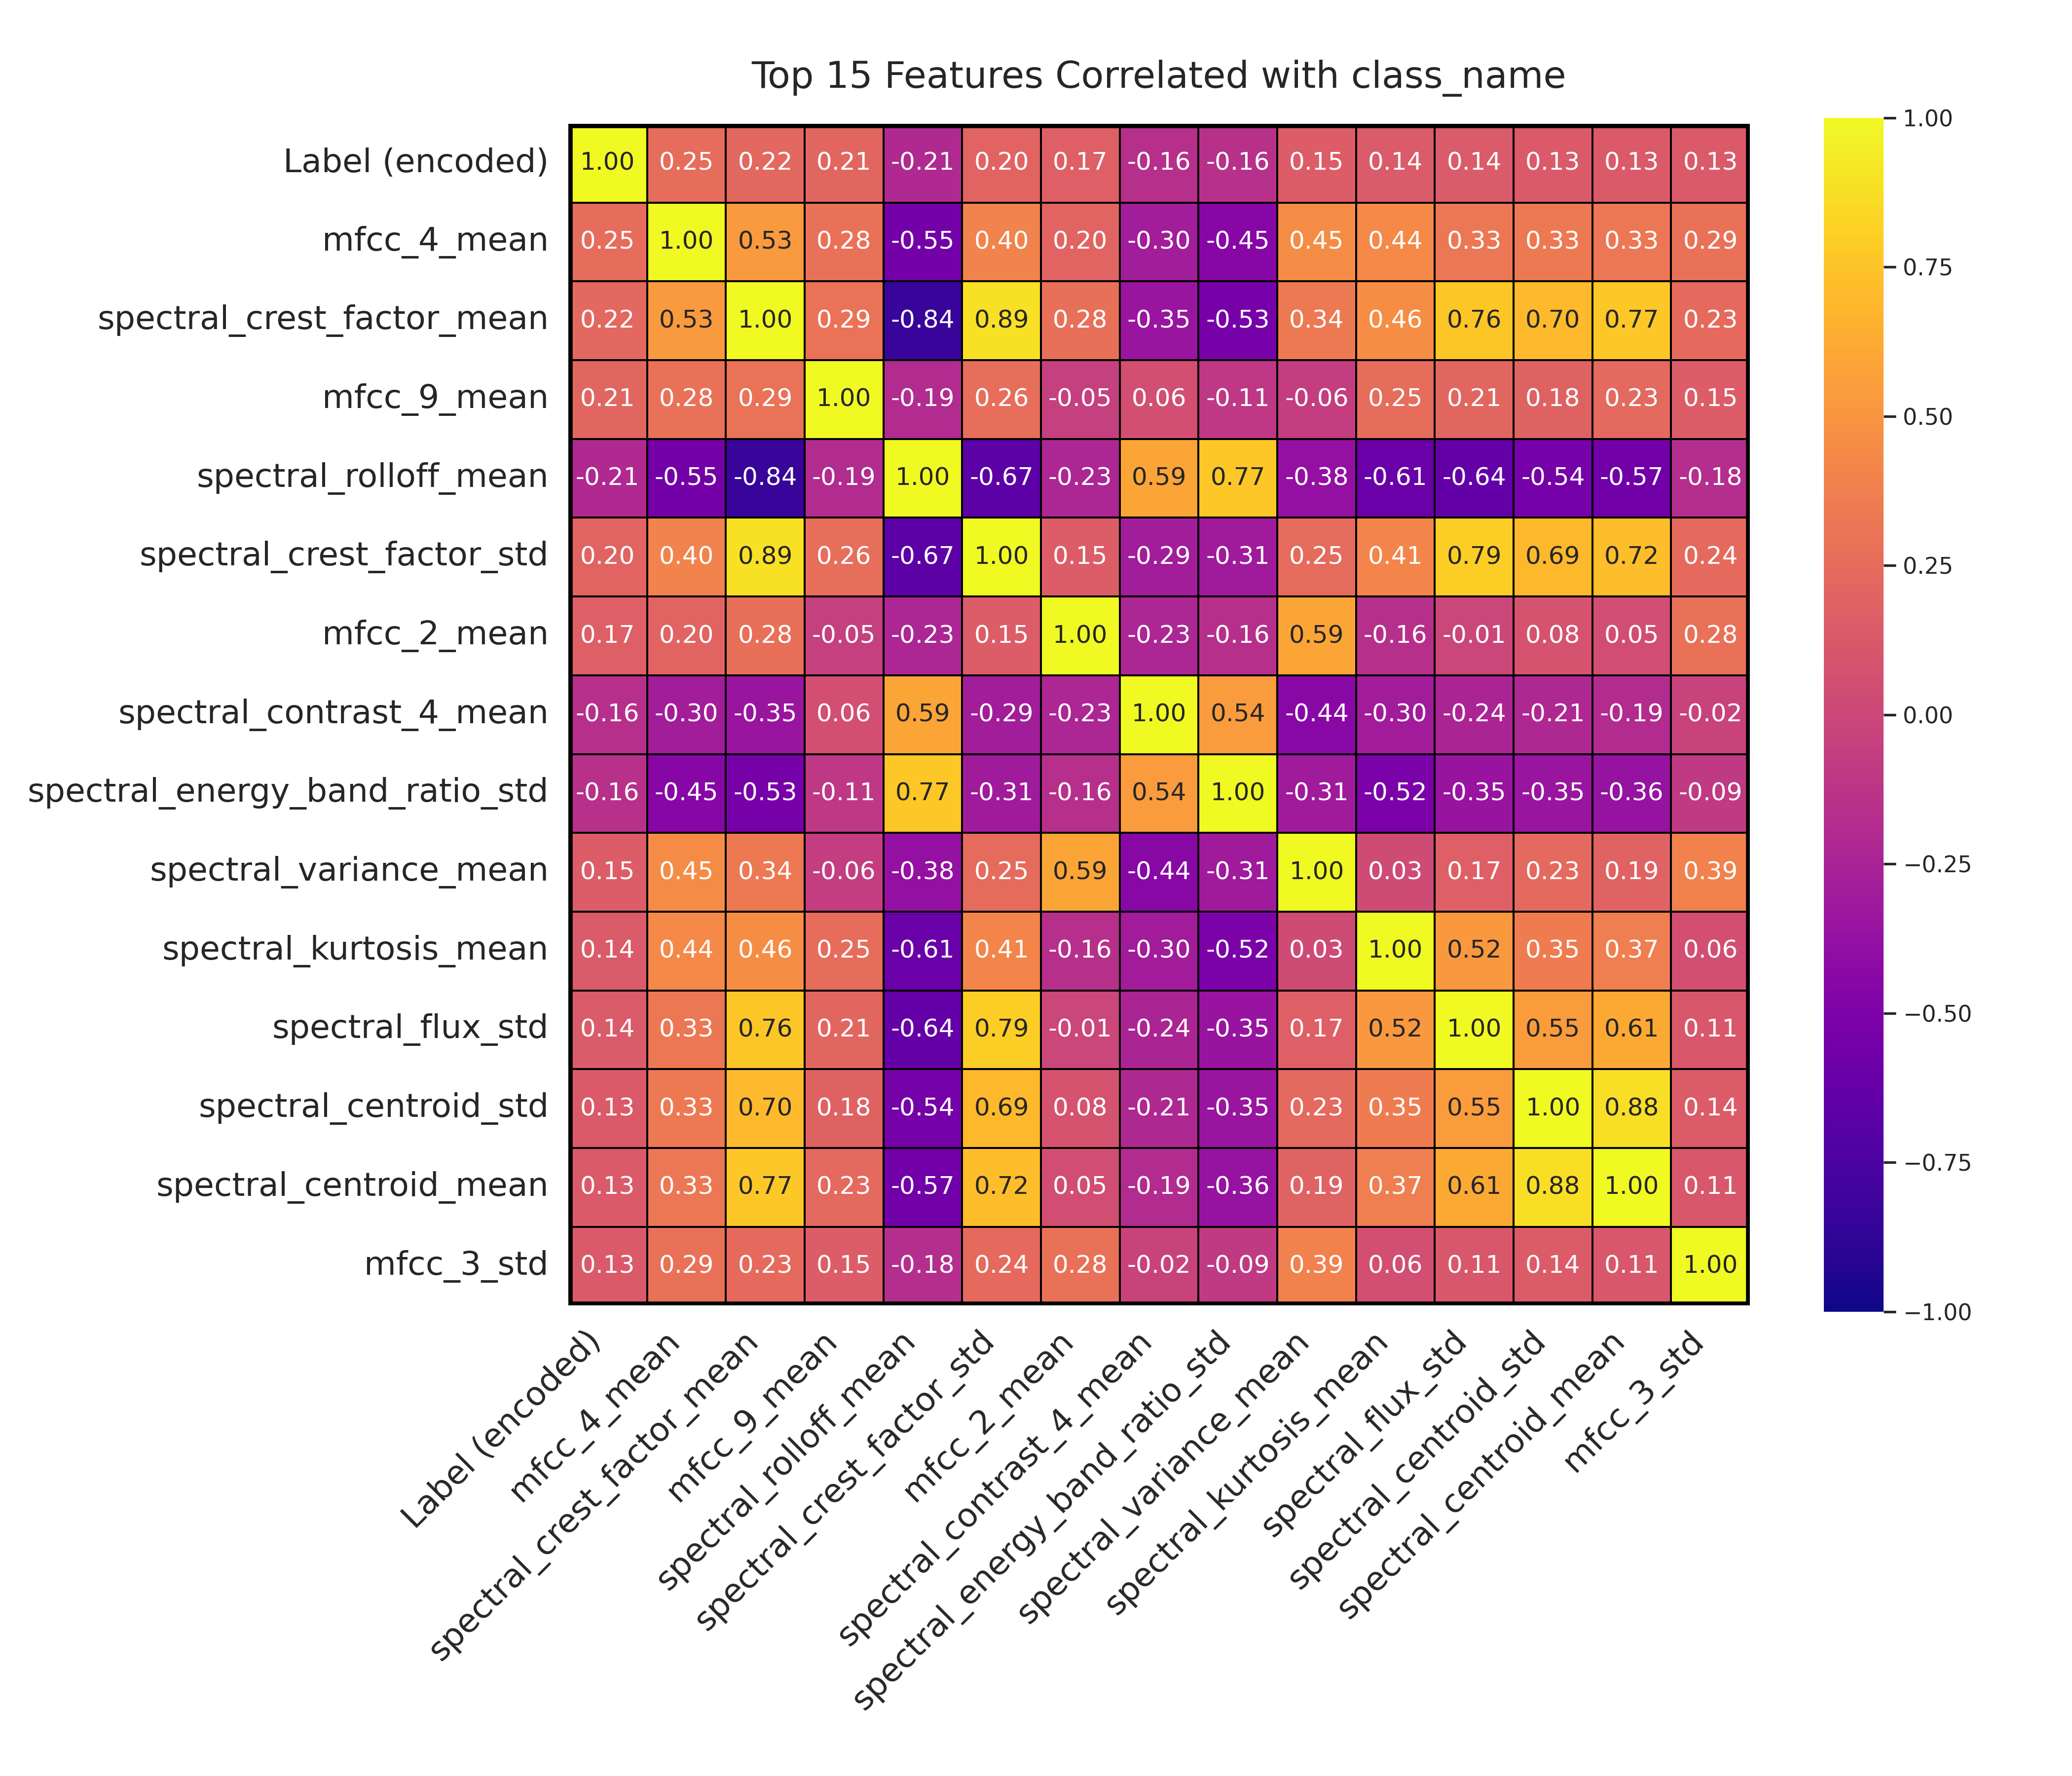 Top 15 Features Correlated with class_name
Label (encoded) 1.00 0.25 0.22 0.21 -0.21 0.20 0.17 -0.16 -0.16 0.15 0.14 0.14 0.13 0.13 0.13
mfcc_4_mean 0.25 1.00 0.53 0.28 -0.55 0.40 0.20 -0.30 -0.45 0.45 0.44 0.33 0.33 0.33 0.29
spectral_crest_factor_mean 0.22 0.53 1.00 0.29 -0.84 0.89 0.28 -0.35 -0.53 0.34 0.46 0.76 0.70 0.77 0.23
mfcc_9_mean 0.21 0.28 0.29 1.00 -0.19 0.26 -0.05 0.06 -0.11 -0.06 0.25 0.21 0.18 0.23 0.15
spectral_rolloff_mean -0.21 -0.55 -0.84 -0.19 1.00 -0.67 -0.23 0.59 0.77 -0.38 -0.61 -0.64 -0.54 -0.57 -0.18
spectral_crest_factor_std 0.20 0.40 0.89 0.26 -0.67 1.00 0.15 -0.29 -0.31 0.25 0.41 0.79 0.69 0.72 0.24
mfcc_2_mean 0.17 0.20 0.28 -0.05 -0.23 0.15 1.00 -0.23 -0.16 0.59 -0.16 -0.01 0.08 0.05 0.28
spectral_contrast_4_mean -0.16 -0.30 -0.35 0.06 0.59 -0.29 -0.23 1.00 0.54 -0.44 -0.30 -0.24 -0.21 -0.19 -0.02
spectral_energy_band_ratio_std -0.16 -0.45 -0.53 -0.11 0.77 -0.31 -0.16 0.54 1.00 -0.31 -0.52 -0.35 -0.35 -0.36 -0.09
spectral_variance_mean 0.15 0.45 0.34 -0.06 -0.38 0.25 0.59 -0.44 -0.31 1.00 0.03 0.17 0.23 0.19 0.39
spectral_kurtosis_mean 0.14 0.44 0.46 0.25 -0.61 0.41 -0.16 -0.30 -0.52 0.03 1.00 0.52 0.35 0.37 0.06
spectral_flux_std 0.14 0.33 0.76 0.21 -0.64 0.79 -0.01 -0.24 -0.35 0.17 0.52 1.00 0.55 0.61 0.11
spectral_centroid_std 0.13 0.33 0.70 0.18 -0.54 0.69 0.08 -0.21 -0.35 0.23 0.35 0.55 1.00 0.88 0.14
spectral_centroid_mean 0.13 0.33 0.77 0.23 -0.57 0.72 0.05 -0.19 -0.36 0.19 0.37 0.61 0.88 1.00 0.11
mfcc_3_std 0.13 0.29 0.23 0.15 -0.18 0.24 0.28 -0.02 -0.09 0.39 0.06 0.11 0.14 0.11 1.00
Label (encoded)
mfcc_4_mean
spectral_crest_factor_mean
mfcc_9_mean
spectral_rolloff_mean
spectral_crest_factor_std
mfcc_2_mean
spectral_contrast_4_mean
spectral_energy_band_ratio_std
spectral_variance_mean
spectral_kurtosis_mean
spectral_flux_std
spectral_centroid_std
spectral_centroid_mean
mfcc_3_std
1.00
0.75
0.50
0.25
0.00
−0.25
−0.50
−0.75
−1.00